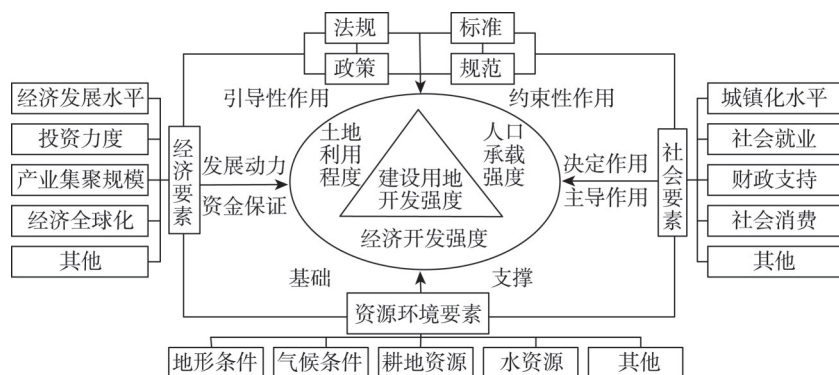 法规
标准
政策
规范
引导性作用
约束性作用
经济发展水平
投资力度
产业集聚规模
经济全球化
其他
经济要素
发展动力
资金保证
土地
利用
程度
人口
承载
强度
建设用地
开发强度
经济开发强度
决定作用
主导作用
社会要素
城镇化水平
社会就业
财政支持
社会消费
其他
基础
支撑
资源环境要素
地形条件
气候条件
耕地资源
水资源
其他